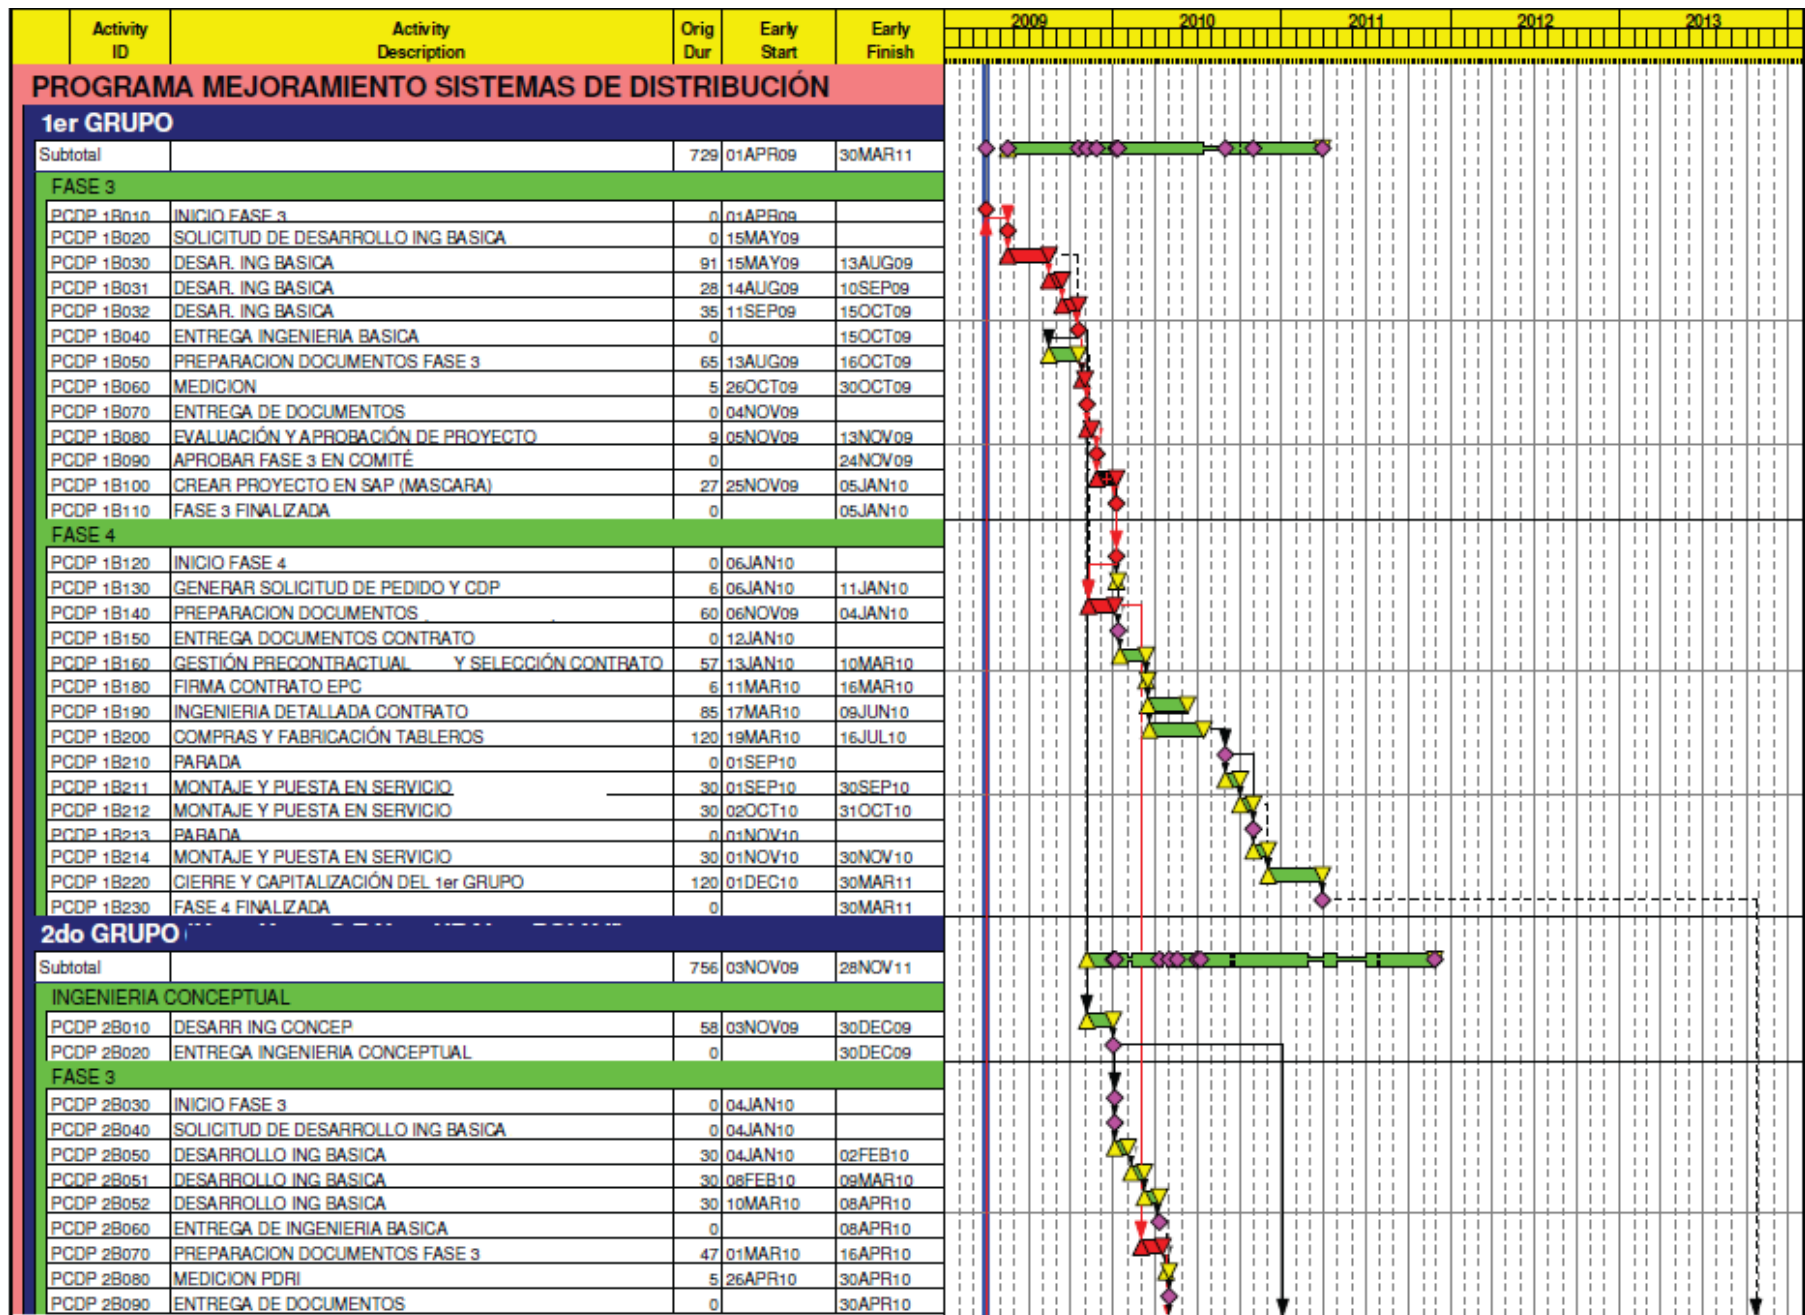 Activity ID Activity Description Orig Dur Early Start Early Finish 2009 2010 2011 2012 2013
PROGRAMA MEJORAMIENTO SISTEMAS DE DISTRIBUCIÓN
1er GRUPO
Subtotal 729 01APR09 30MAR11
FASE 3
PCDP 1B010 INICIO FASE 3 0 01APR09
PCDP 1B020 SOLICITUD DE DESARROLLO ING BASICA 0 15MAY09
PCDP 1B030 DESAR. ING BASICA 91 15MAY09 13AUG09
PCDP 1B031 DESAR. ING BASICA 28 14AUG09 10SEP09
PCDP 1B032 DESAR. ING BASICA 35 11SEP09 15OCT09
PCDP 1B040 ENTREGA INGENIERIA BASICA 0 15OCT09
PCDP 1B050 PREPARACION DOCUMENTOS FASE 3 65 13AUG09 16OCT09
PCDP 1B060 MEDICION 5 26OCT09 30OCT09
PCDP 1B070 ENTREGA DE DOCUMENTOS 0 04NOV09
PCDP 1B080 EVALUACIÓN Y APROBACIÓN DE PROYECTO 9 05NOV09 13NOV09
PCDP 1B090 APROBAR FASE 3 EN COMITÉ 0 24NOV09
PCDP 1B100 CREAR PROYECTO EN SAP (MASCARA) 27 25NOV09 05JAN10
PCDP 1B110 FASE 3 FINALIZADA 0 05JAN10
FASE 4
PCDP 1B120 INICIO FASE 4 0 06JAN10
PCDP 1B130 GENERAR SOLICITUD DE PEDIDO Y CDP 6 06JAN10 11JAN10
PCDP 1B140 PREPARACION DOCUMENTOS 60 06NOV09 04JAN10
PCDP 1B150 ENTREGA DOCUMENTOS CONTRATO 0 12JAN10
PCDP 1B160 GESTIÓN PRECONTRACTUAL Y SELECCIÓN CONTRATO 57 13JAN10 10MAR10
PCDP 1B180 FIRMA CONTRATO EPC 6 11MAR10 16MAR10
PCDP 1B190 INGENIERIA DETALLADA CONTRATO 85 17MAR10 09JUN10
PCDP 1B200 COMPRAS Y FABRICACIÓN TABLEROS 120 19MAR10 16JUL10
PCDP 1B210 PARADA 0 01SEP10
PCDP 1B211 MONTAJE Y PUESTA EN SERVICIO 30 01SEP10 30SEP10
PCDP 1B212 MONTAJE Y PUESTA EN SERVICIO 30 02OCT10 31OCT10
PCDP 1B213 PARADA 0 01NOV10
PCDP 1B214 MONTAJE Y PUESTA EN SERVICIO 30 01NOV10 30NOV10
PCDP 1B220 CIERRE Y CAPITALIZACIÓN DEL 1er GRUPO 120 01DEC10 30MAR11
PCDP 1B230 FASE 4 FINALIZADA 0 30MAR11
2do GRUPO
Subtotal 756 03NOV09 28NOV11
INGENIERIA CONCEPTUAL
PCDP 2B010 DESARR ING CONCEP 58 03NOV09 30DEC09
PCDP 2B020 ENTREGA INGENIERIA CONCEPTUAL 0 30DEC09
FASE 3
PCDP 2B030 INICIO FASE 3 0 04JAN10
PCDP 2B040 SOLICITUD DE DESARROLLO ING BASICA 0 04JAN10
PCDP 2B050 DESARROLLO ING BASICA 30 04JAN10 02FEB10
PCDP 2B051 DESARROLLO ING BASICA 30 08FEB10 09MAR10
PCDP 2B052 DESARROLLO ING BASICA 30 10MAR10 08APR10
PCDP 2B060 ENTREGA DE INGENIERIA BASICA 0 08APR10
PCDP 2B070 PREPARACION DOCUMENTOS FASE 3 47 01MAR10 16APR10
PCDP 2B080 MEDICION PDRI 5 26APR10 30APR10
PCDP 2B090 ENTREGA DE DOCUMENTOS 0 30APR10